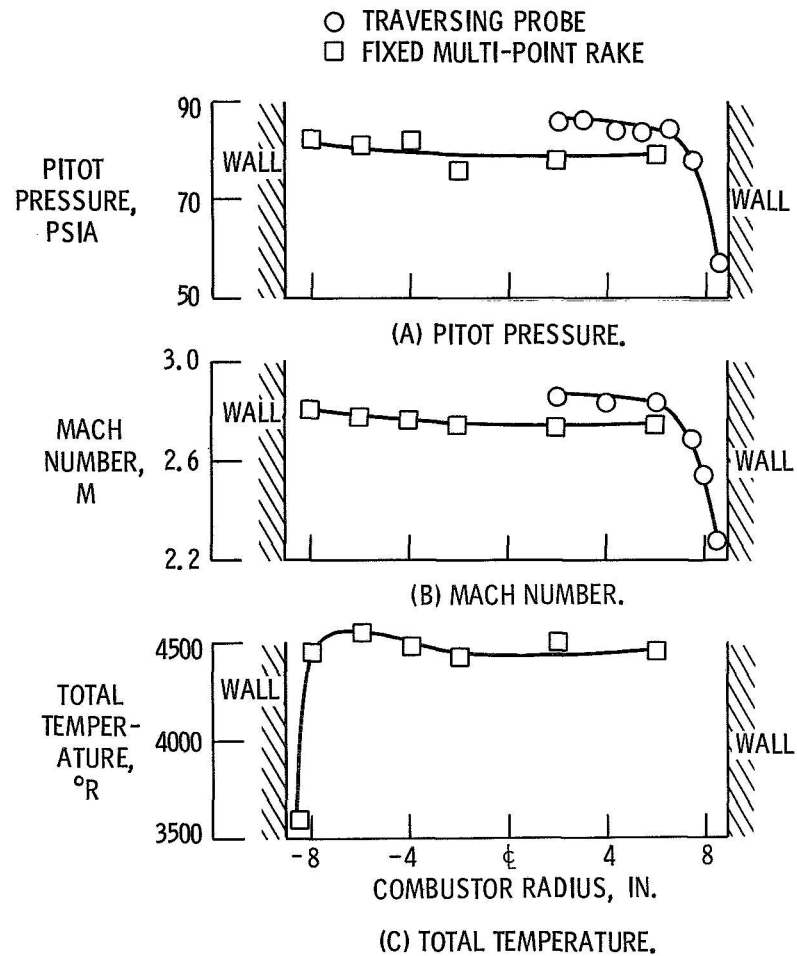 ○ TRAVERSING PROBE
□ FIXED MULTI-POINT RAKE
90
70
50
PITOT
PRESSURE,
PSIA
WALL
WALL
(A) PITOT PRESSURE.
3.0
2.6
2.2
MACH
NUMBER,
M
WALL
WALL
(B) MACH NUMBER.
4500
4000
3500
TOTAL
TEMPER-
ATURE,
°R
WALL
WALL
-8 -4 ℄ 4 8
COMBUSTOR RADIUS, IN.
(C) TOTAL TEMPERATURE.